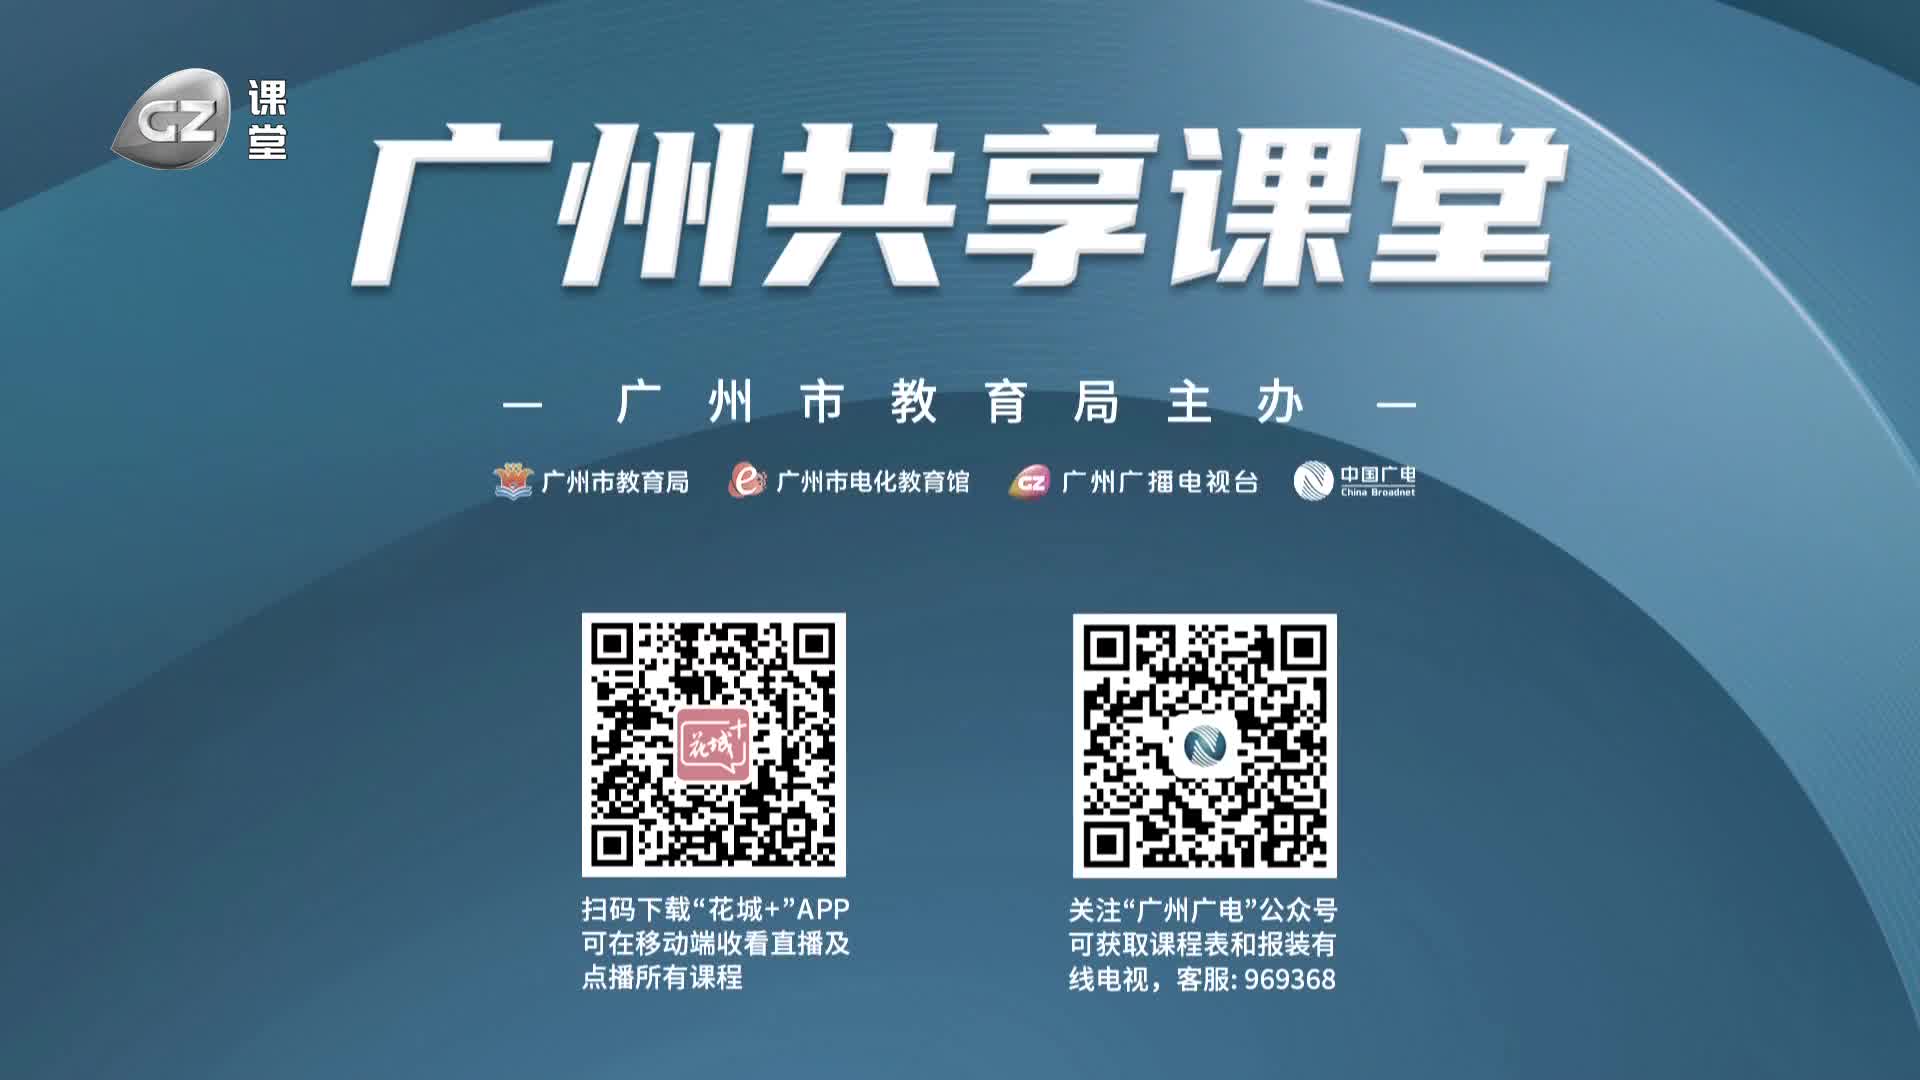 GZ
课堂
广州共享课堂
— 广州市教育局主办 —
广州市教育局
e
广州市电化教育馆
GZ
广州广播电视台
中国广电
China Broadnet
花城+
扫码下载“花城+”APP
可在移动端收看直播及
点播所有课程
关注“广州广电”公众号
可获取课程表和报装有
线电视，客服: 969368